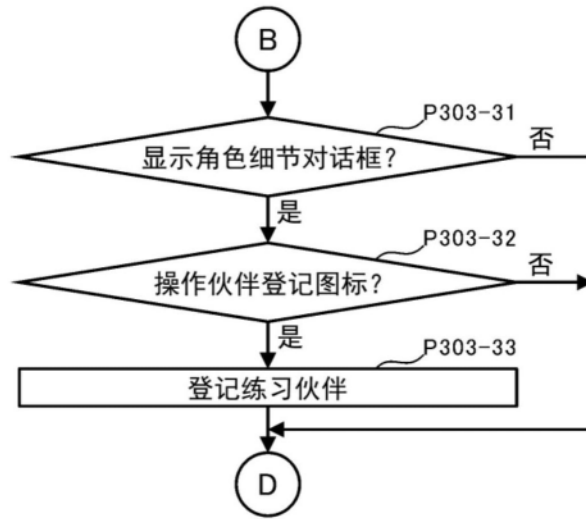 B
P303-31
显示角色细节对话框?
否
是
P303-32
操作伙伴登记图标?
否
是
P303-33
登记练习伙伴
D